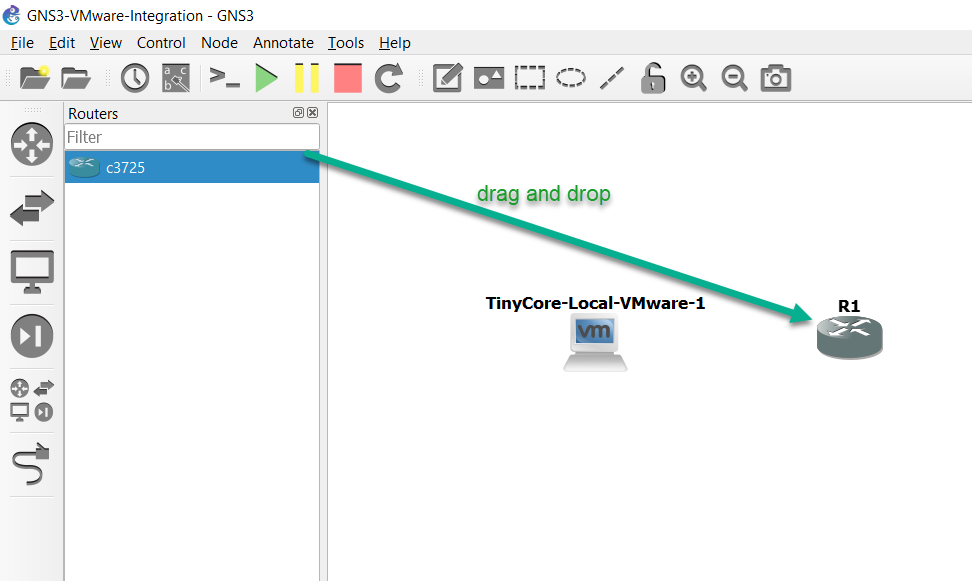 GNS3-VMware-Integration - GNS3
File Edit View Control Node Annotate Tools Help
a c
b
Routers
Filter
c3725
drag and drop
TinyCore-Local-VMware-1
R1
vm